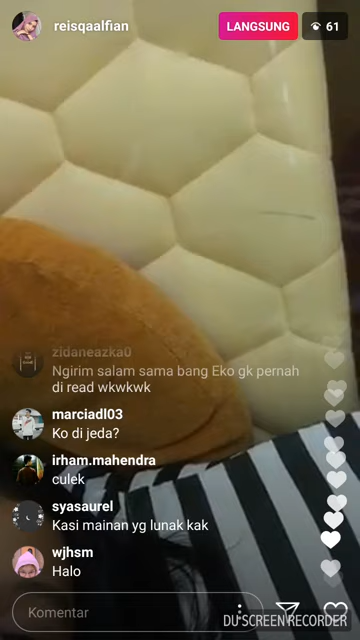 reisqaalfian
LANGSUNG
61
zidaneazka0
Ngirim salam sama bang Eko gk pernah
di read wkwkwk
marciadl03
Ko di jeda?
irham.mahendra
culek
syasaurel
Kasi mainan yg lunak kak
wjhsm
Halo
Komentar
DU SCREEN RECORDER